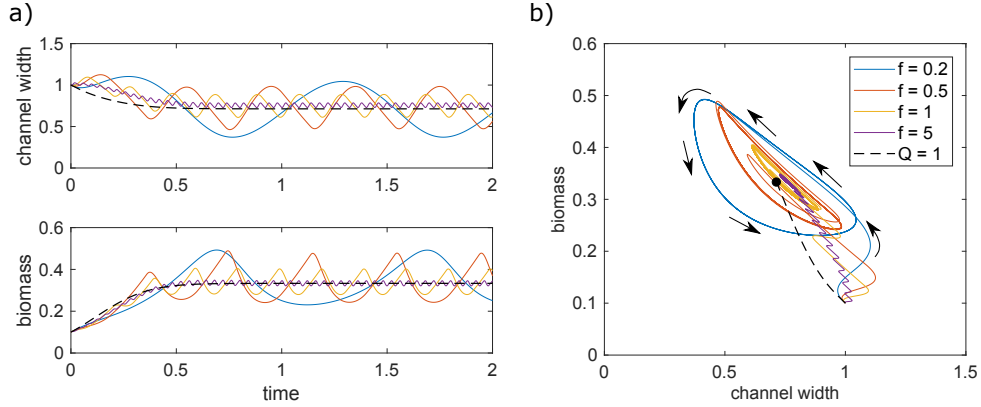 a)
channel width
1.5
1
0.5
0
0 0.5 1 1.5 2
biomass
0.6
0.4
0.2
0
0 0.5 1 1.5 2
time
b)
biomass
0.6
0.5
0.4
0.3
0.2
0.1
0
0 0.5 1 1.5
channel width
f = 0.2
f = 0.5
f = 1
f = 5
Q = 1